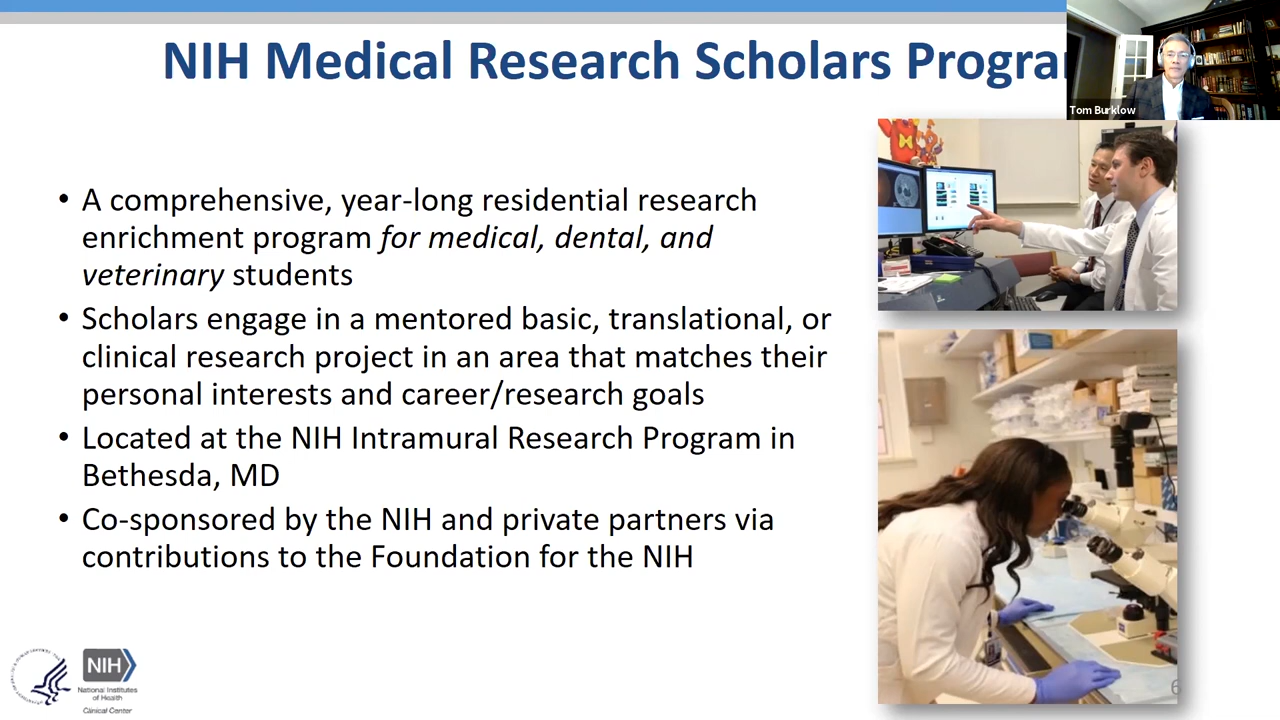 NIH Medical Research Scholars Progra
Tom Burklow
• A comprehensive, year-long residential research
enrichment program for medical, dental, and
veterinary students
• Scholars engage in a mentored basic, translational, or
clinical research project in an area that matches their
personal interests and career/research goals
• Located at the NIH Intramural Research Program in
Bethesda, MD
• Co-sponsored by the NIH and private partners via
contributions to the Foundation for the NIH
NIH
National Institutes
of Health
Clinical Center
6